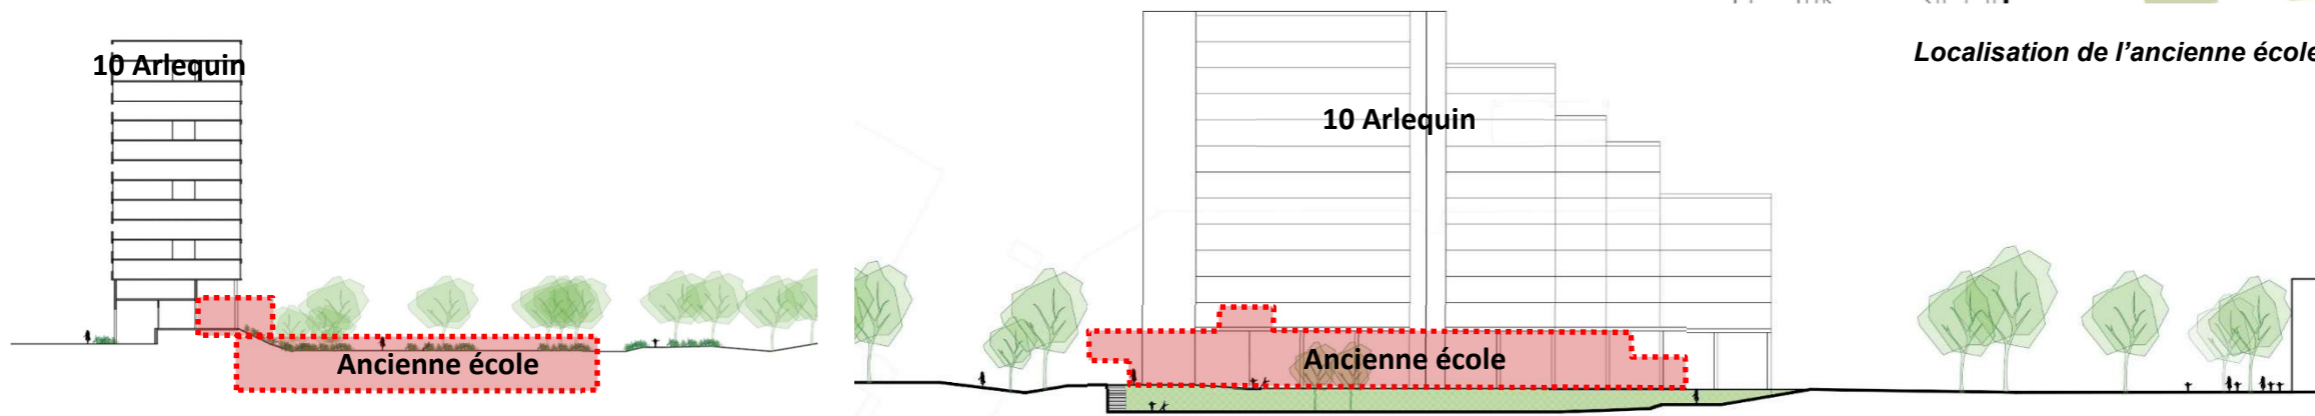 10 Arlequin
Ancienne école
10 Arlequin
Ancienne école
Localisation de l'ancienne école